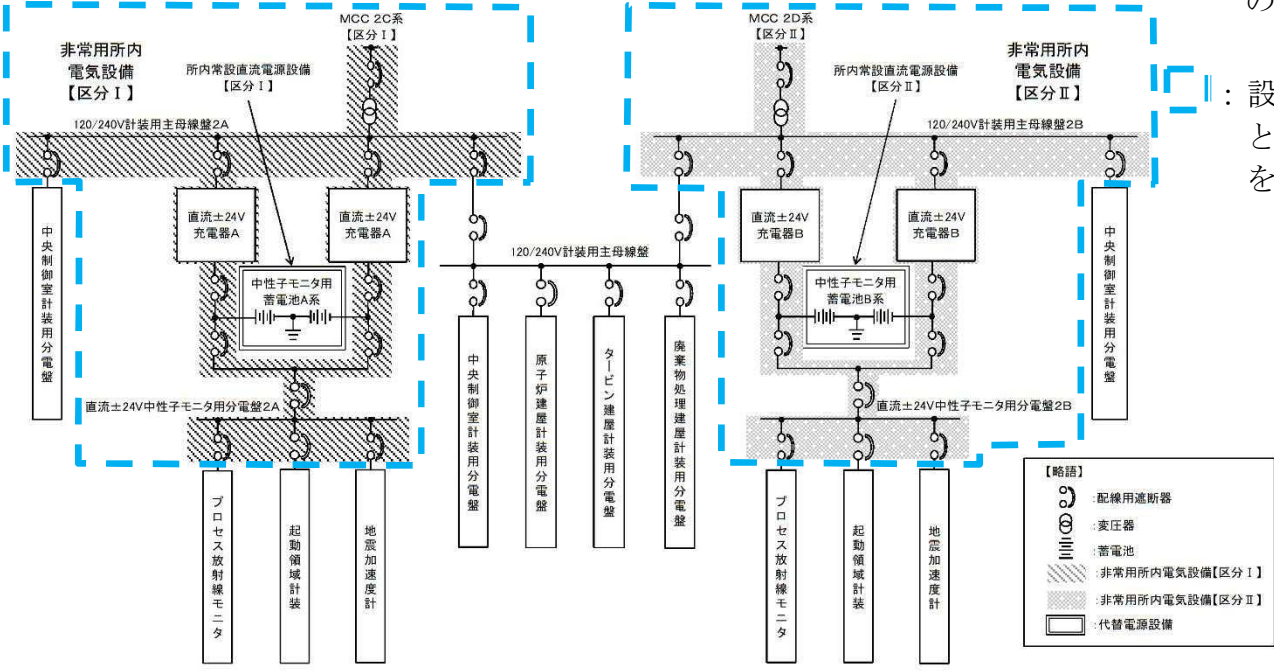 の
MCC 2C系
【区分Ⅰ】
非常用所内
電気設備
【区分Ⅰ】
所内常設直流電源設備
【区分Ⅰ】
120/240V計装用主母線盤2A
直流±24V
充電器A
直流±24V
充電器A
中性子モニタ用
蓄電池A系
中央制御室計装用分電盤
直流±24V中性子モニタ用分電盤2A
プロセス放射線モニタ
起動領域計装
地震加速度計
120/240V計装用主母線盤
中央制御室計装用分電盤
原子炉建屋計装用分電盤
タービン建屋計装用分電盤
廃棄物処理建屋計装用分電盤
MCC 2D系
【区分Ⅱ】
所内常設直流電源設備
【区分Ⅱ】
非常用所内
電気設備
【区分Ⅱ】
120/240V計装用主母線盤2B
直流±24V
充電器B
直流±24V
充電器B
中性子モニタ用
蓄電池B系
中央制御室計装用分電盤
直流±24V中性子モニタ用分電盤2B
プロセス放射線モニタ
起動領域計装
地震加速度計
：設
と
を
【略語】
:配線用遮断器
:変圧器
:蓄電池
:非常用所内電気設備【区分Ⅰ】
:非常用所内電気設備【区分Ⅱ】
:代替電源設備